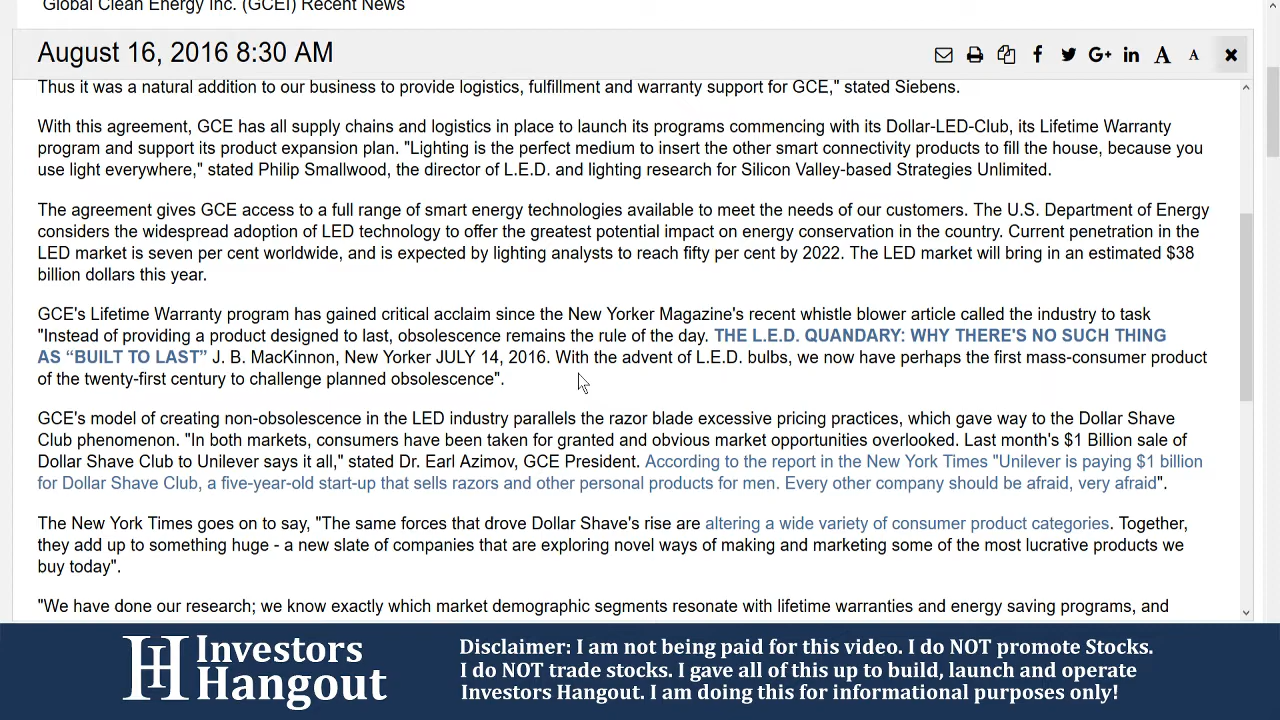 Global Clean Energy Inc. (GCEI) Recent News
August 16, 2016 8:30 AM
G+ in A A
Thus it was a natural addition to our business to provide logistics, fulfillment and warranty support for GCE," stated Siebens.
With this agreement, GCE has all supply chains and logistics in place to launch its programs commencing with its Dollar-LED-Club, its Lifetime Warranty
program and support its product expansion plan. "Lighting is the perfect medium to insert the other smart connectivity products to fill the house, because you
use light everywhere," stated Philip Smallwood, the director of L.E.D. and lighting research for Silicon Valley-based Strategies Unlimited.
The agreement gives GCE access to a full range of smart energy technologies available to meet the needs of our customers. The U.S. Department of Energy
considers the widespread adoption of LED technology to offer the greatest potential impact on energy conservation in the country. Current penetration in the
LED market is seven per cent worldwide, and is expected by lighting analysts to reach fifty per cent by 2022. The LED market will bring in an estimated $38
billion dollars this year.
GCE's Lifetime Warranty program has gained critical acclaim since the New Yorker Magazine's recent whistle blower article called the industry to task
"Instead of providing a product designed to last, obsolescence remains the rule of the day. THE L.E.D. QUANDARY: WHY THERE'S NO SUCH THING
AS “BUILT TO LAST” J. B. MacKinnon, New Yorker JULY 14, 2016. With the advent of L.E.D. bulbs, we now have perhaps the first mass-consumer product
of the twenty-first century to challenge planned obsolescence".
GCE's model of creating non-obsolescence in the LED industry parallels the razor blade excessive pricing practices, which gave way to the Dollar Shave
Club phenomenon. "In both markets, consumers have been taken for granted and obvious market opportunities overlooked. Last month's $1 Billion sale of
Dollar Shave Club to Unilever says it all," stated Dr. Earl Azimov, GCE President. According to the report in the New York Times "Unilever is paying $1 billion
for Dollar Shave Club, a five-year-old start-up that sells razors and other personal products for men. Every other company should be afraid, very afraid".
The New York Times goes on to say, "The same forces that drove Dollar Shave's rise are altering a wide variety of consumer product categories. Together,
they add up to something huge - a new slate of companies that are exploring novel ways of making and marketing some of the most lucrative products we
buy today".
"We have done our research; we know exactly which market demographic segments resonate with lifetime warranties and energy saving programs, and
Investors
Hangout
Disclaimer: I am not being paid for this video. I do NOT promote Stocks.
I do NOT trade stocks. I gave all of this up to build, launch and operate
Investors Hangout. I am doing this for informational purposes only!